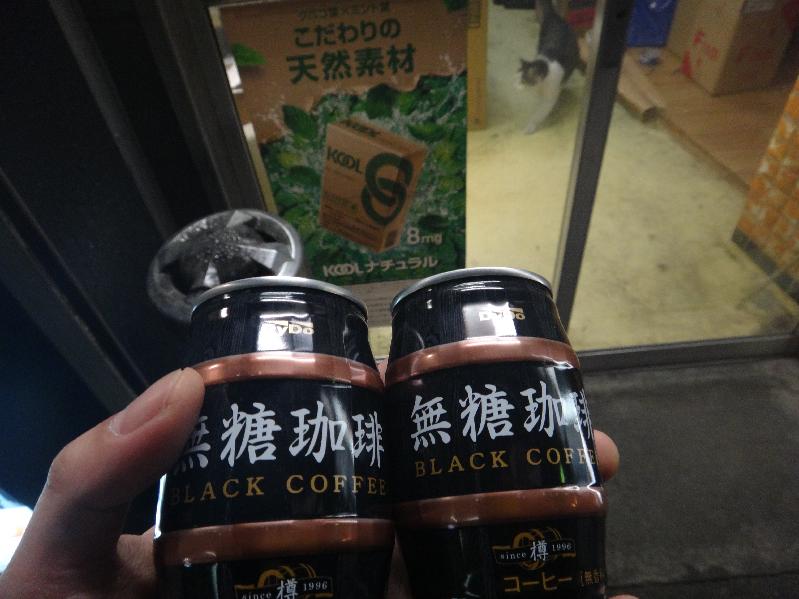 こだわりの
天然素材
KOOL
8mg
KOOLナチュラル
DyDo
無糖珈琲
BLACK COFFEE
since 樽 1996
DyDo
無糖珈琲
BLACK COFFEE
since 樽 1996
コーヒー